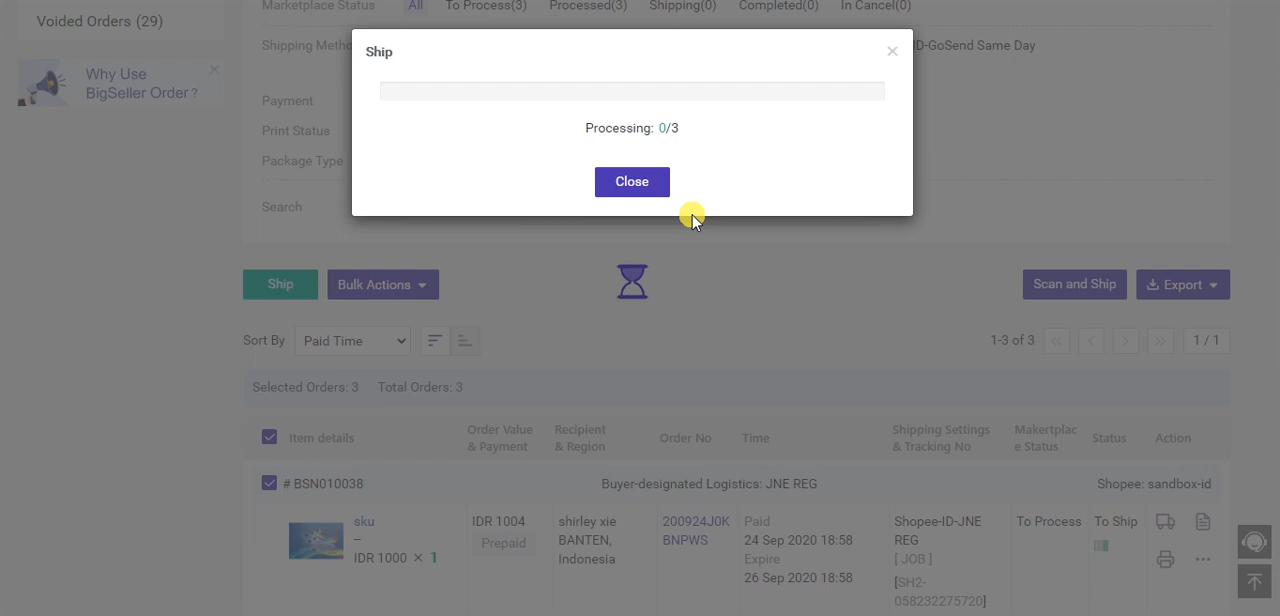 Voided Orders (29)
Why Use
BigSeller Order?
Marketplace Status All To Process(3) Processed(3) Shipping(0) Completed(0) In Cancel(0)
Shipping Metho
ID-GoSend Same Day
Payment
Print Status
Package Type
Search
Ship
Processing: 0/3
Close
Ship Bulk Actions Scan and Ship Export
Sort By Paid Time 1-3 of 3 1 / 1
Selected Orders: 3 Total Orders: 3
Item details
Order Value
& Payment
Recipient
& Region
Order No
Time
Shipping Settings
& Tracking No
Makertplac
e Status
Status
Action
# BSN010038 Buyer-designated Logistics: JNE REG Shopee: sandbox-id
sku
–
IDR 1000 × 1
IDR 1004
Prepaid
shirley xie
BANTEN,
Indonesia
200924J0K
BNPWS
Paid
24 Sep 2020 18:58
Expire
26 Sep 2020 18:58
Shopee-ID-JNE
REG
[ JOB ]
[SH2-
058232275720]
To Process
To Ship